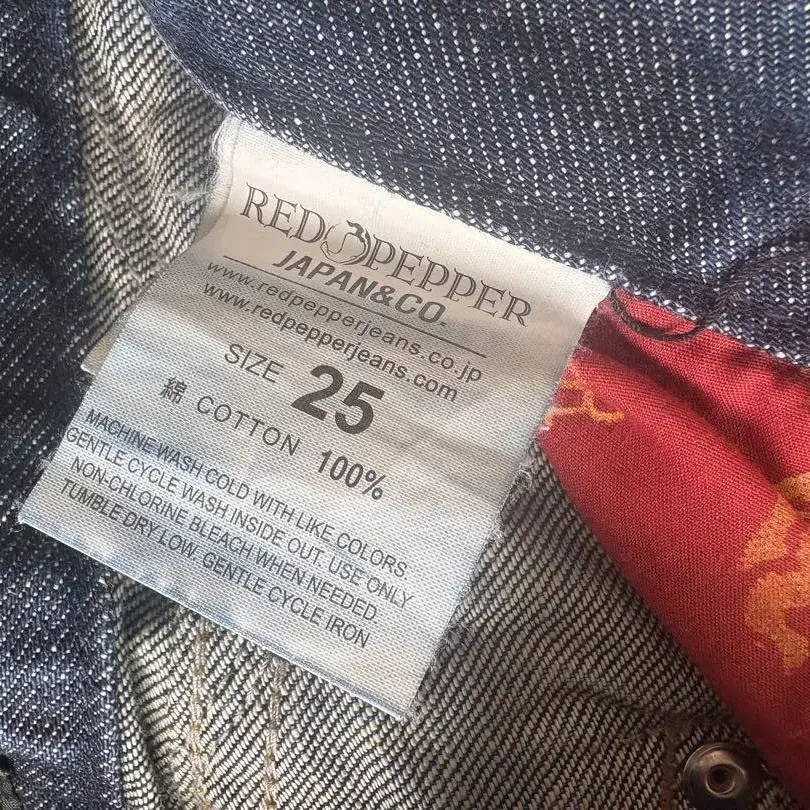 RED PEPPER
JAPAN&CO.
www.redpepperjeans.co.jp
www.redpepperjeans.com
SIZE 25
綿 COTTON 100%
MACHINE WASH COLD WITH LIKE COLORS,
GENTLE CYCLE WASH INSIDE OUT. USE ONLY
NON-CHLORINE BLEACH WHEN NEEDED.
TUMBLE DRY LOW. GENTLE CYCLE IRON